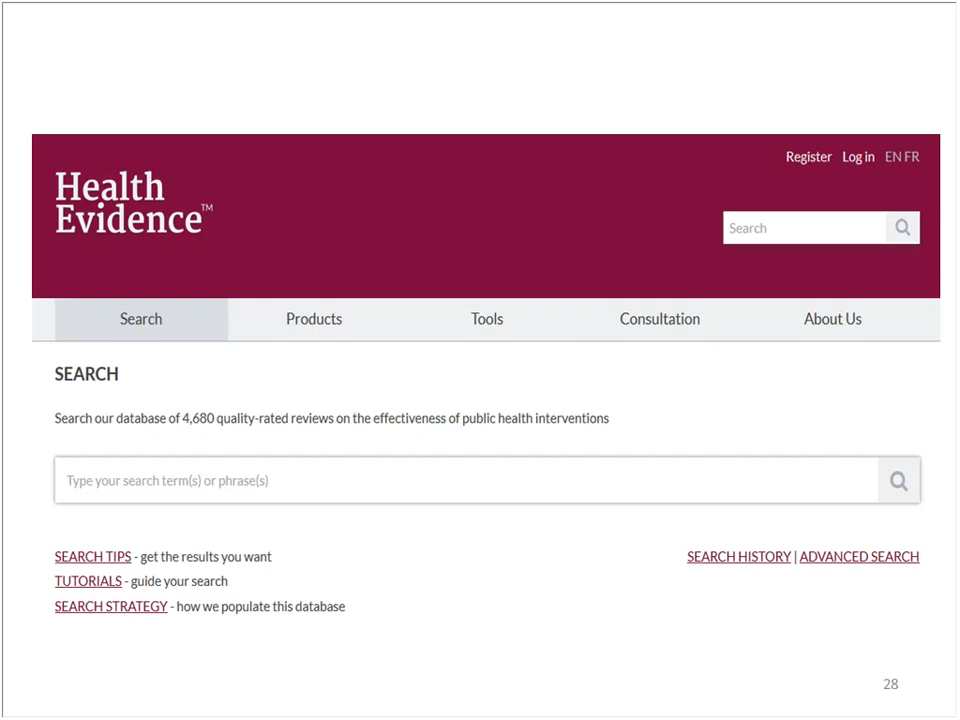 Register Log in EN FR
Health
Evidence™
Search
Search Products Tools Consultation About Us
SEARCH
Search our database of 4,680 quality-rated reviews on the effectiveness of public health interventions
Type your search term(s) or phrase(s)
SEARCH TIPS - get the results you want
SEARCH HISTORY | ADVANCED SEARCH
TUTORIALS - guide your search
SEARCH STRATEGY - how we populate this database
28